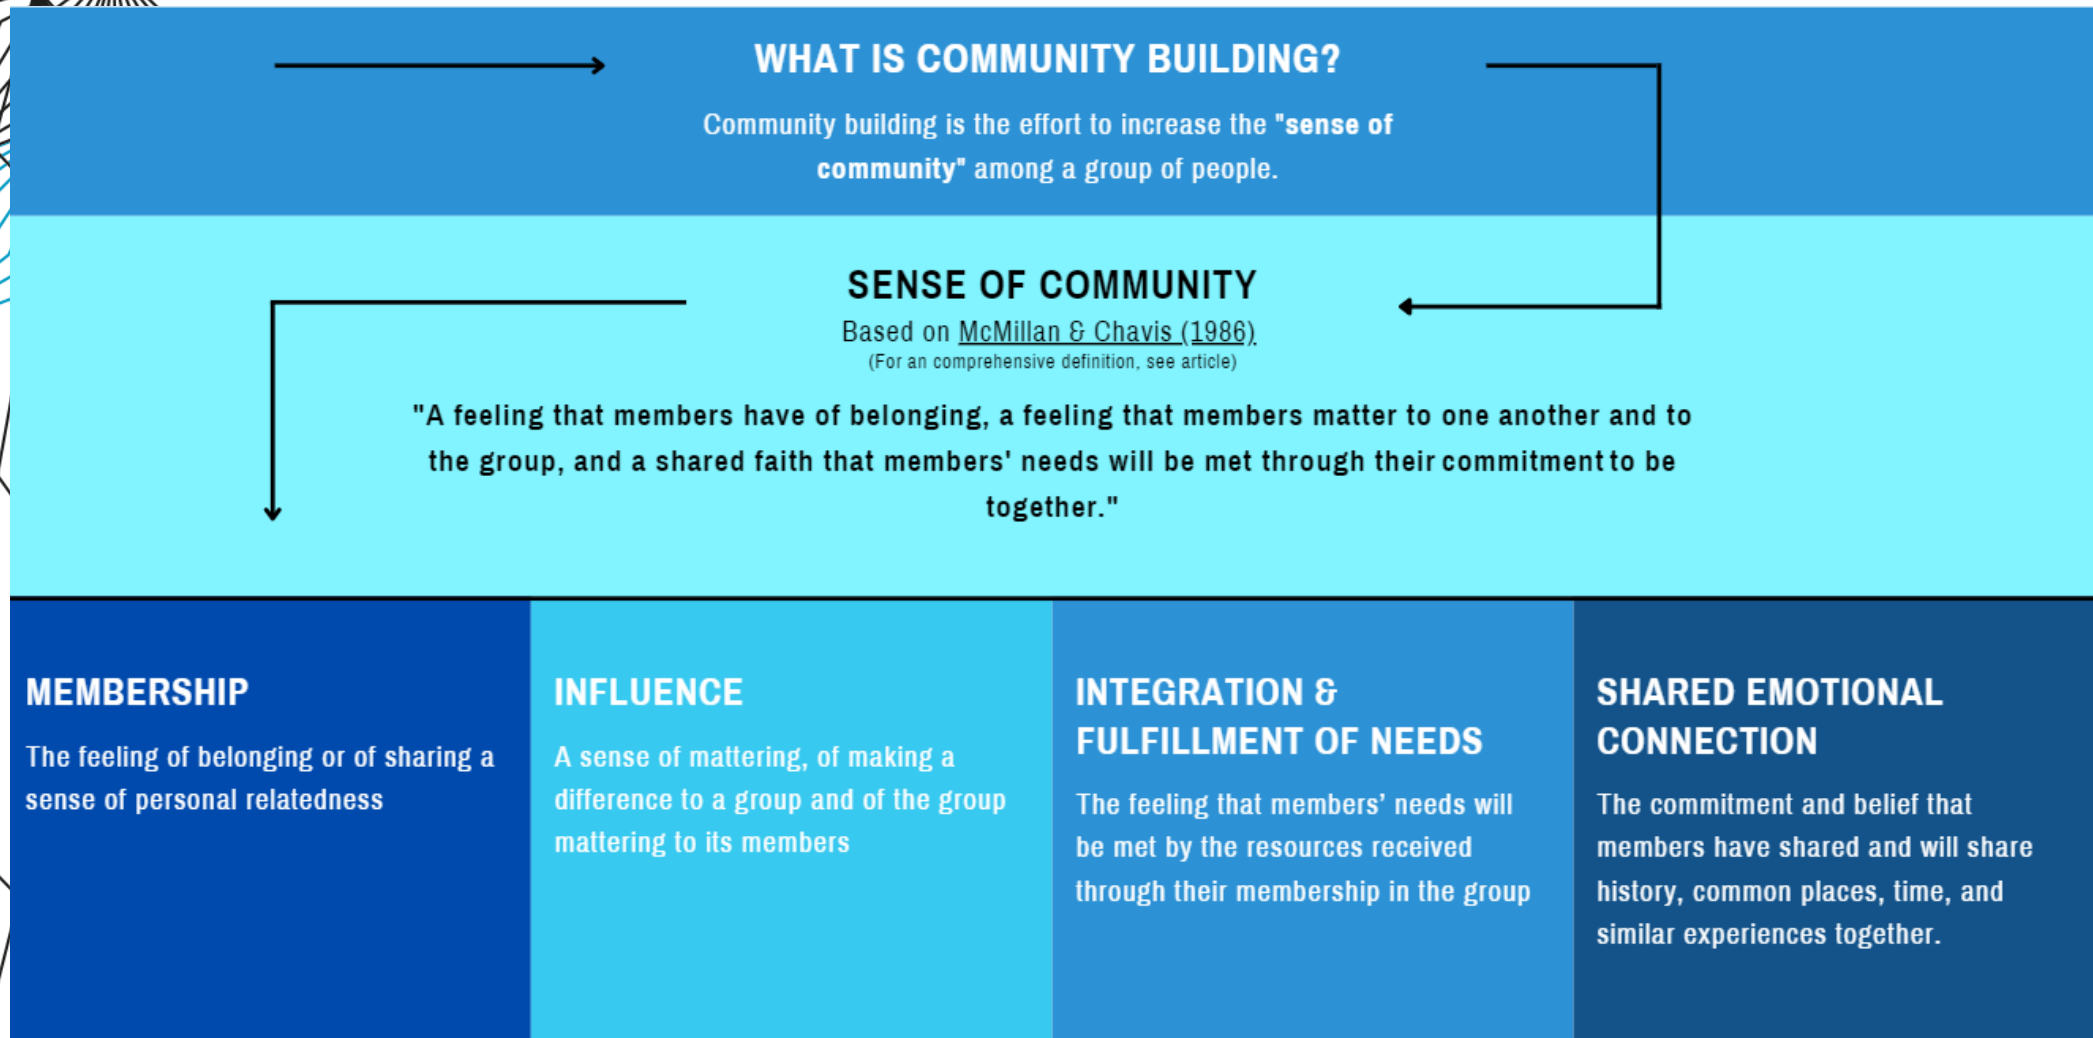 WHAT IS COMMUNITY BUILDING?
Community building is the effort to increase the "sense of
community" among a group of people.
SENSE OF COMMUNITY
Based on McMillan & Chavis (1986)
(For an comprehensive definition, see article)
"A feeling that members have of belonging, a feeling that members matter to one another and to
the group, and a shared faith that members' needs will be met through their commitment to be
together."
MEMBERSHIP
The feeling of belonging or of sharing a
sense of personal relatedness
INFLUENCE
A sense of mattering, of making a
difference to a group and of the group
mattering to its members
INTEGRATION &
FULFILLMENT OF NEEDS
The feeling that members’ needs will
be met by the resources received
through their membership in the group
SHARED EMOTIONAL
CONNECTION
The commitment and belief that
members have shared and will share
history, common places, time, and
similar experiences together.